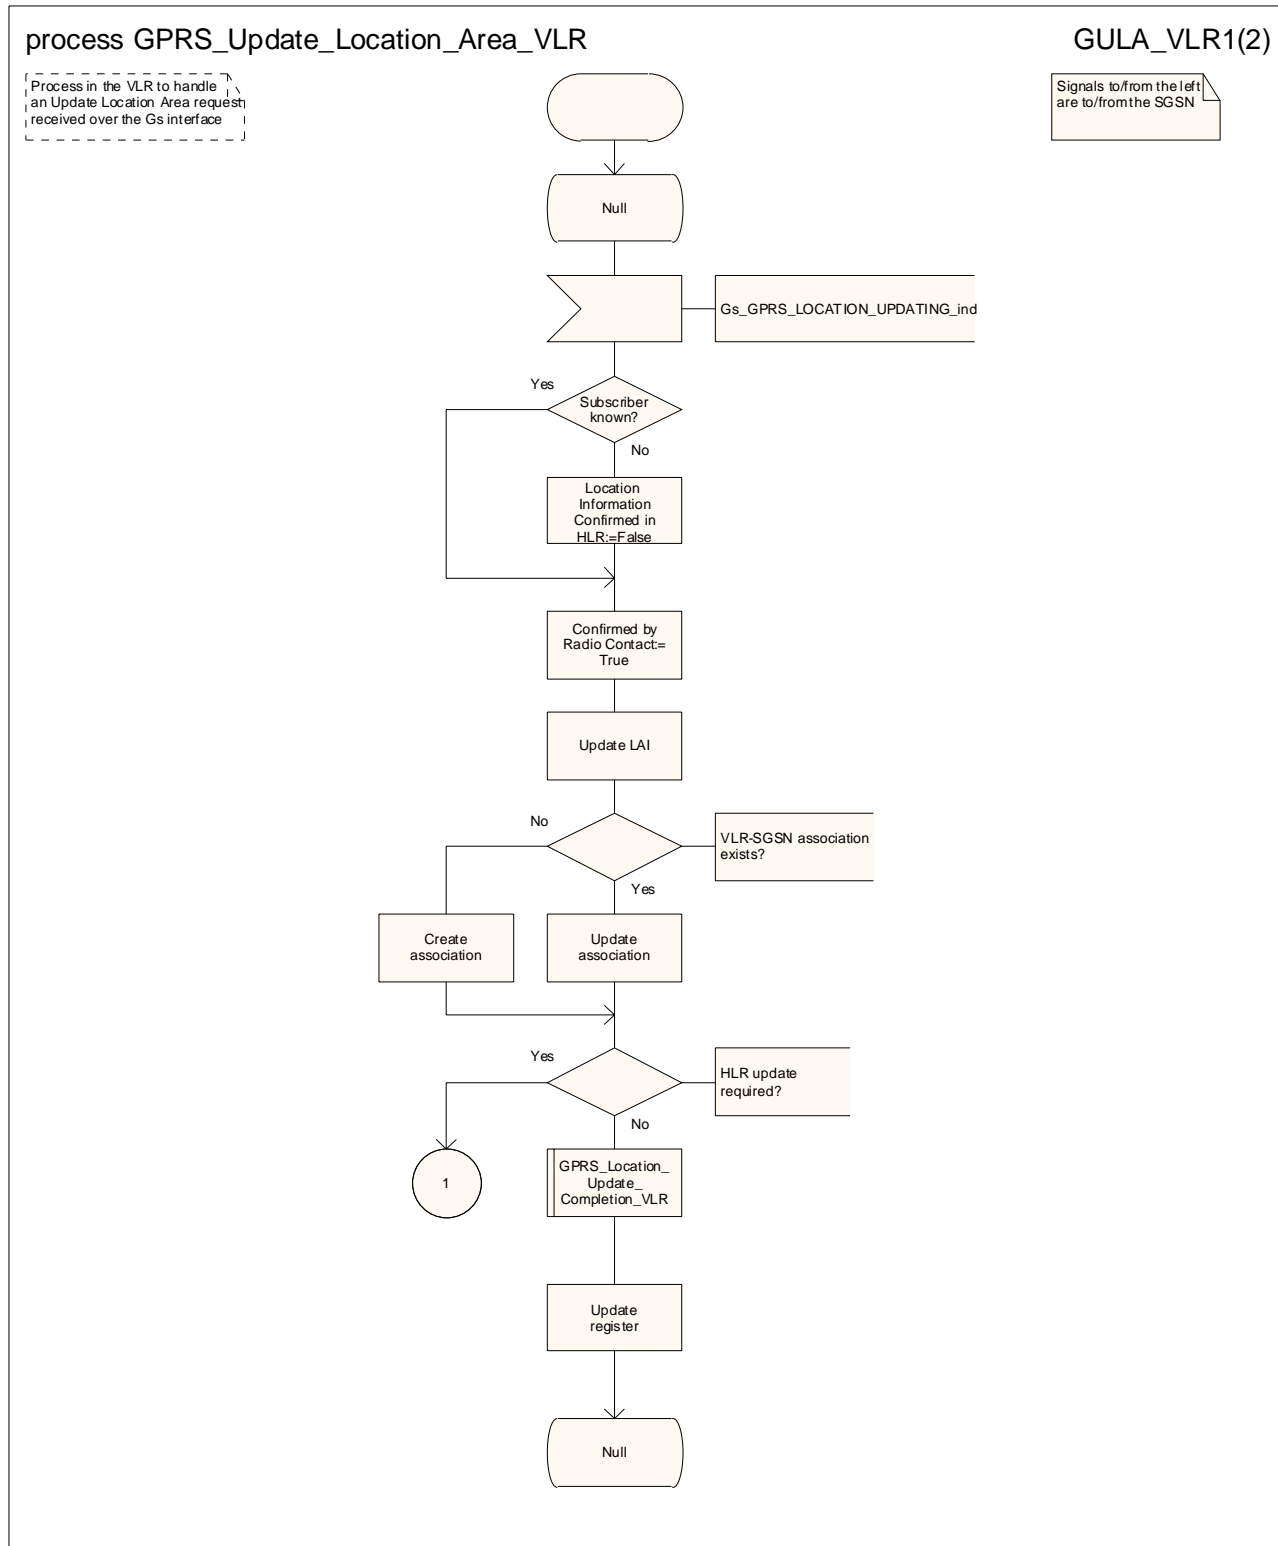 process GPRS_Update_Location_Area_VLR
GULA_VLR1(2)
Process in the VLR to handle
an Update Location Area request
received over the Gs interface
Signals to/from the left
are to/from the SGSN
Null
Gs_GPRS_LOCATION_UPDATING_ind
Yes
Subscriber
known?
No
Location
Information
Confirmed in
HLR:=False
Confirmed by
Radio Contact:=
True
Update LAI
No
VLR-SGSN association
exists?
Yes
Create
association
Update
association
Yes
HLR update
required?
No
1
GPRS_Location_
Update_
Completion_VLR
Update
register
Null